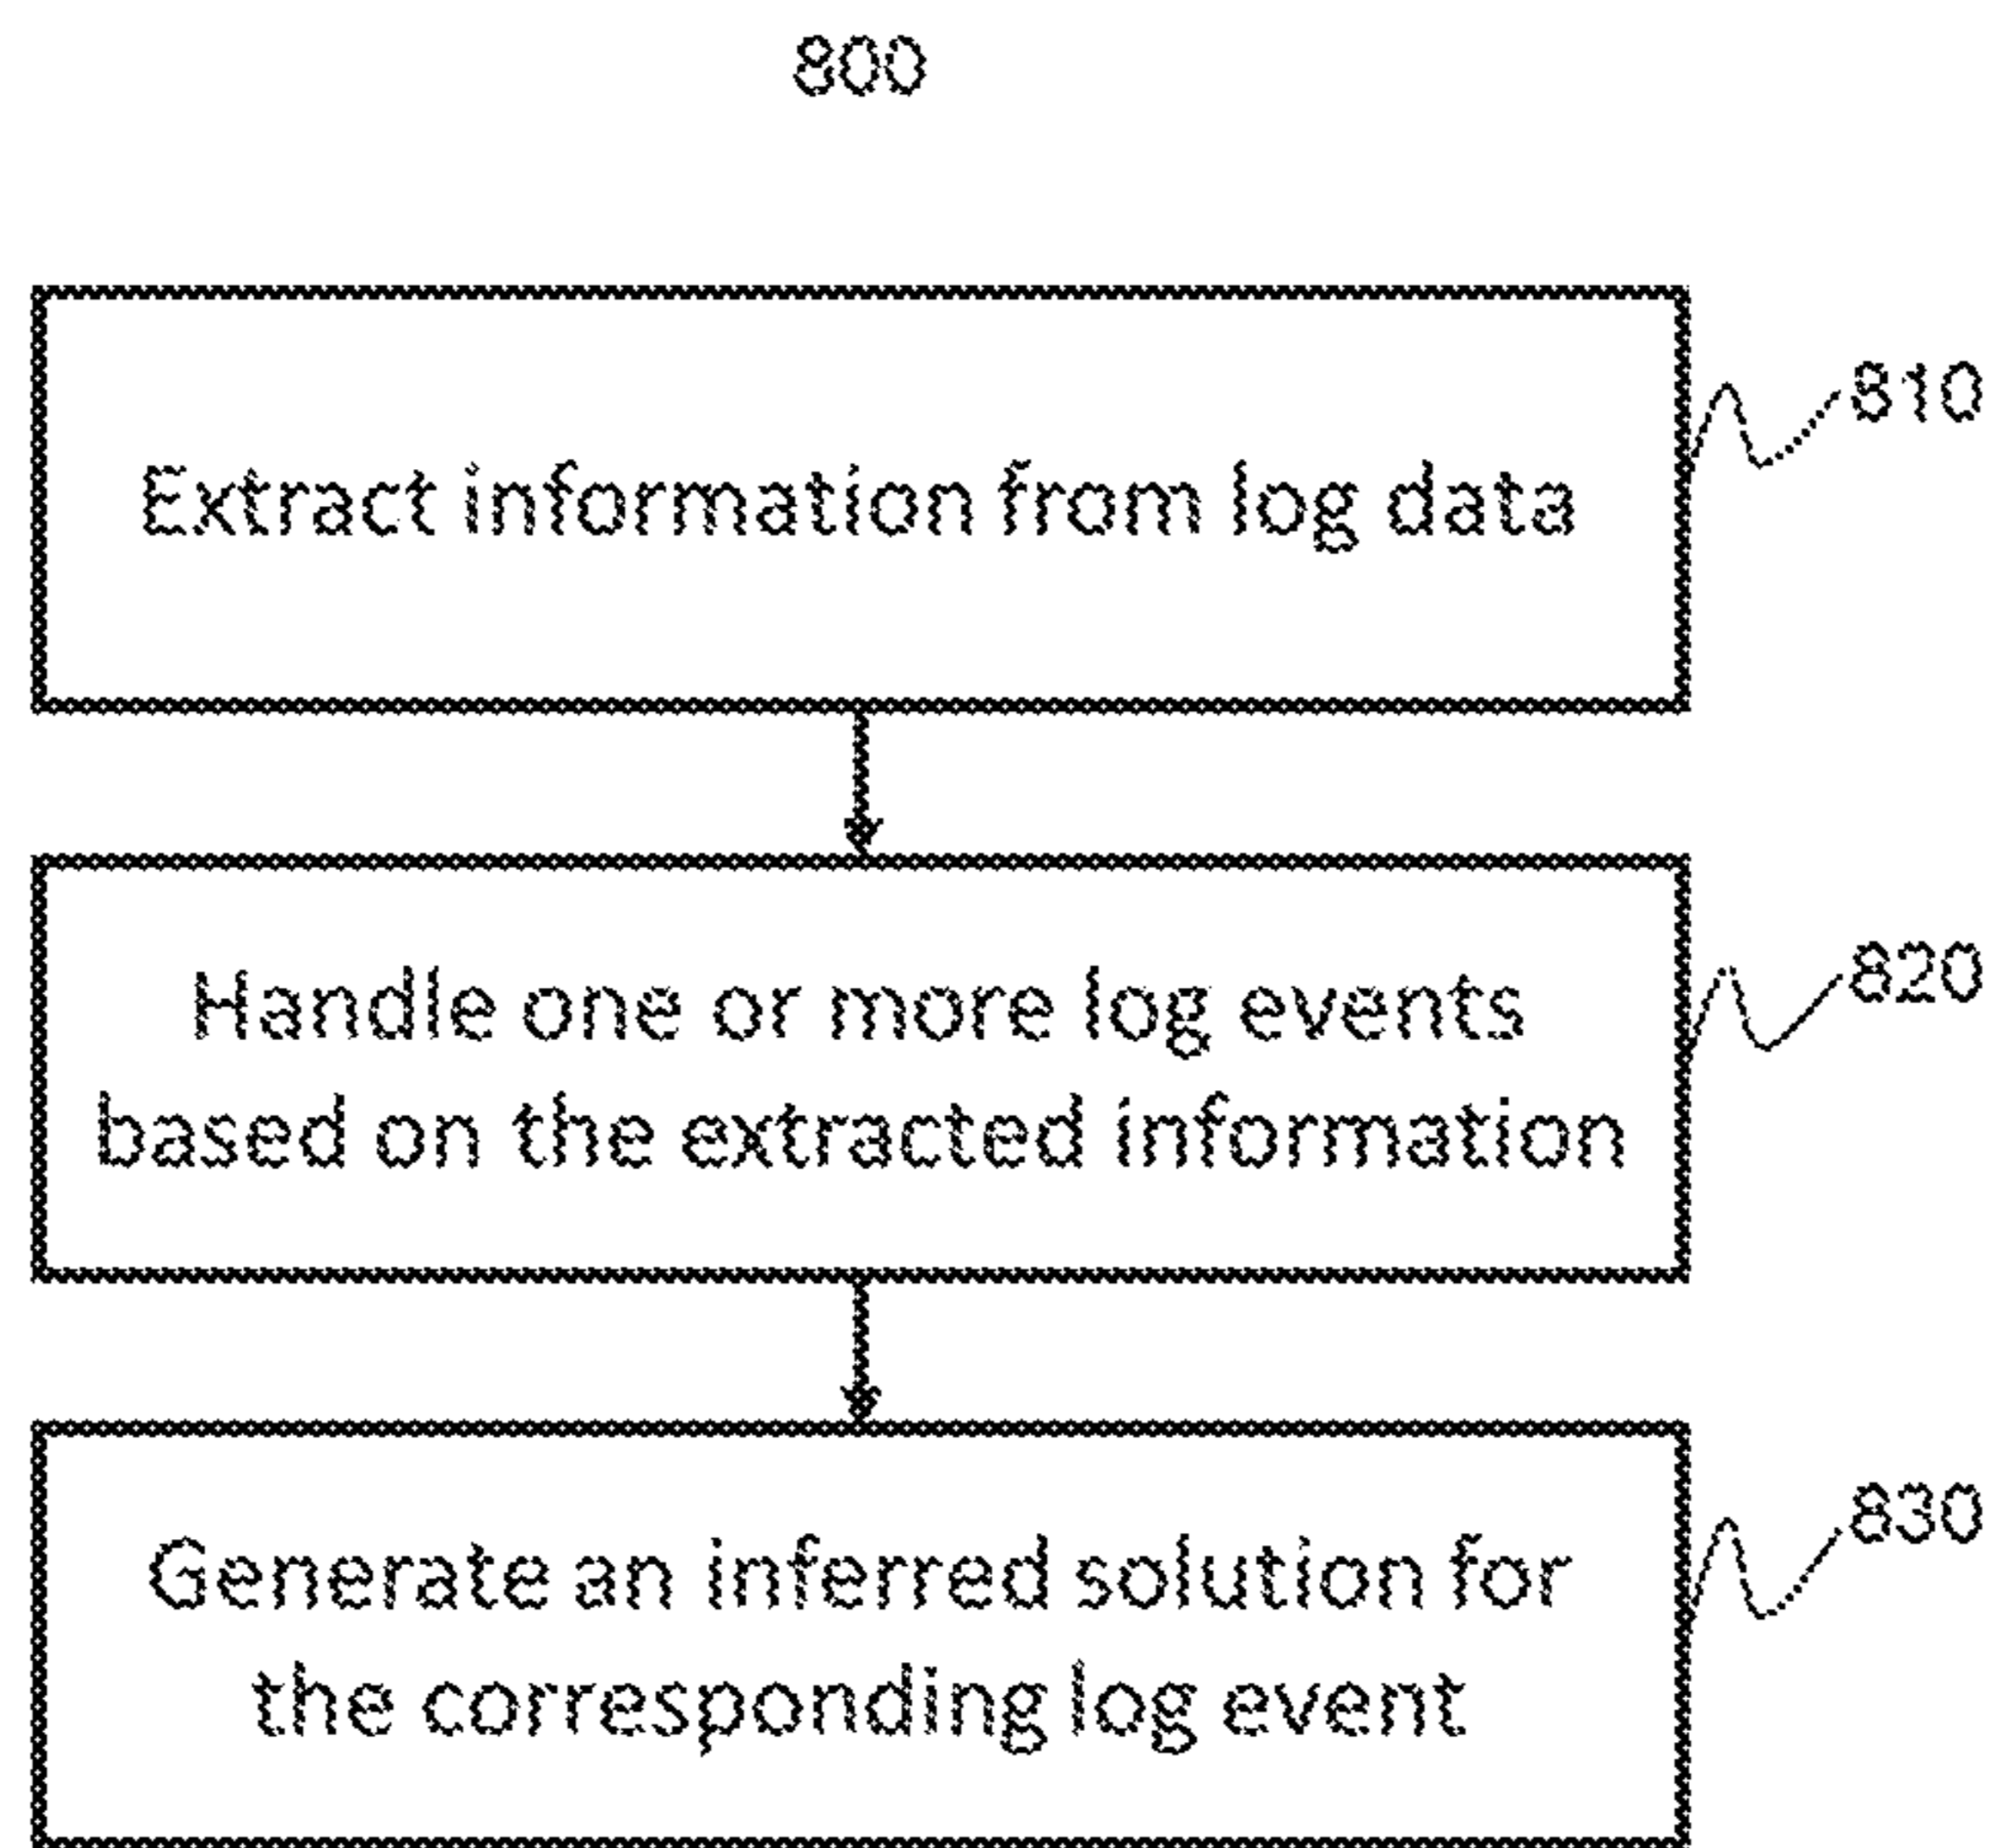 800
Extract information from log data
810
Handle one or more log events
based on the extracted information
820
Generate an inferred solution for
the corresponding log event
830